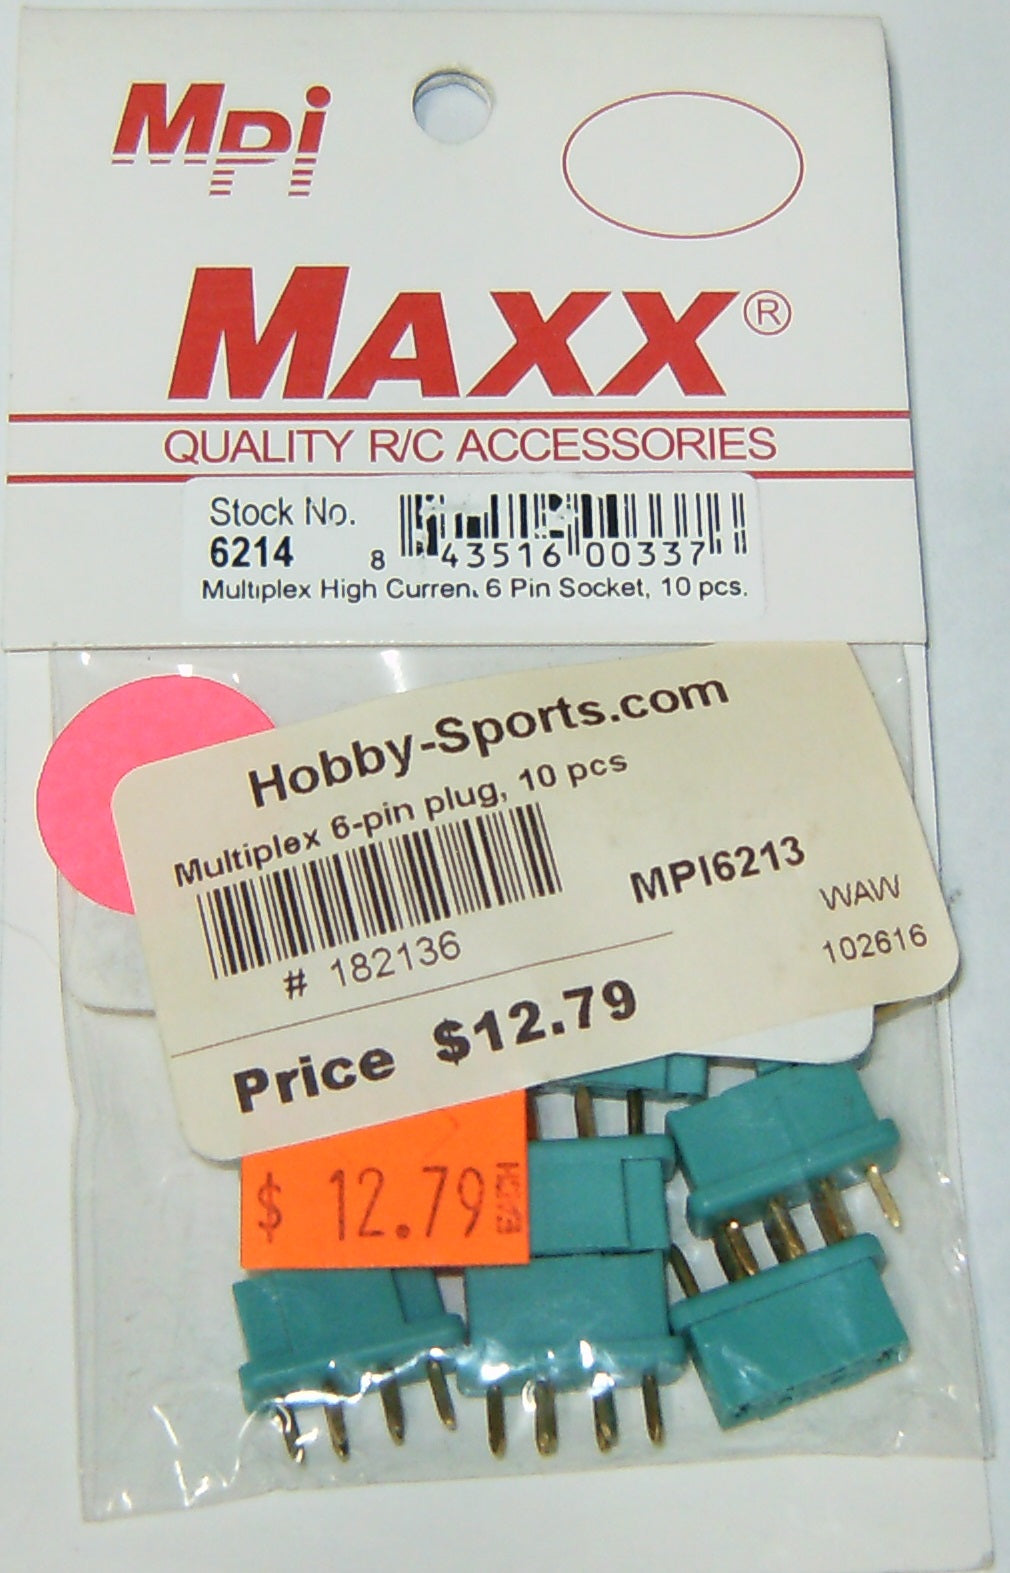 MPi
MAXX®
QUALITY R/C ACCESSORIES
Stock No.
6214
8 43516 00337
Multiplex High Current 6 Pin Socket, 10 pcs.
Hobby-Sports.com
Multiplex 6-pin plug, 10 pcs
MPI6213
WAW
# 182136
102616
Price $12.79
$ 12.79